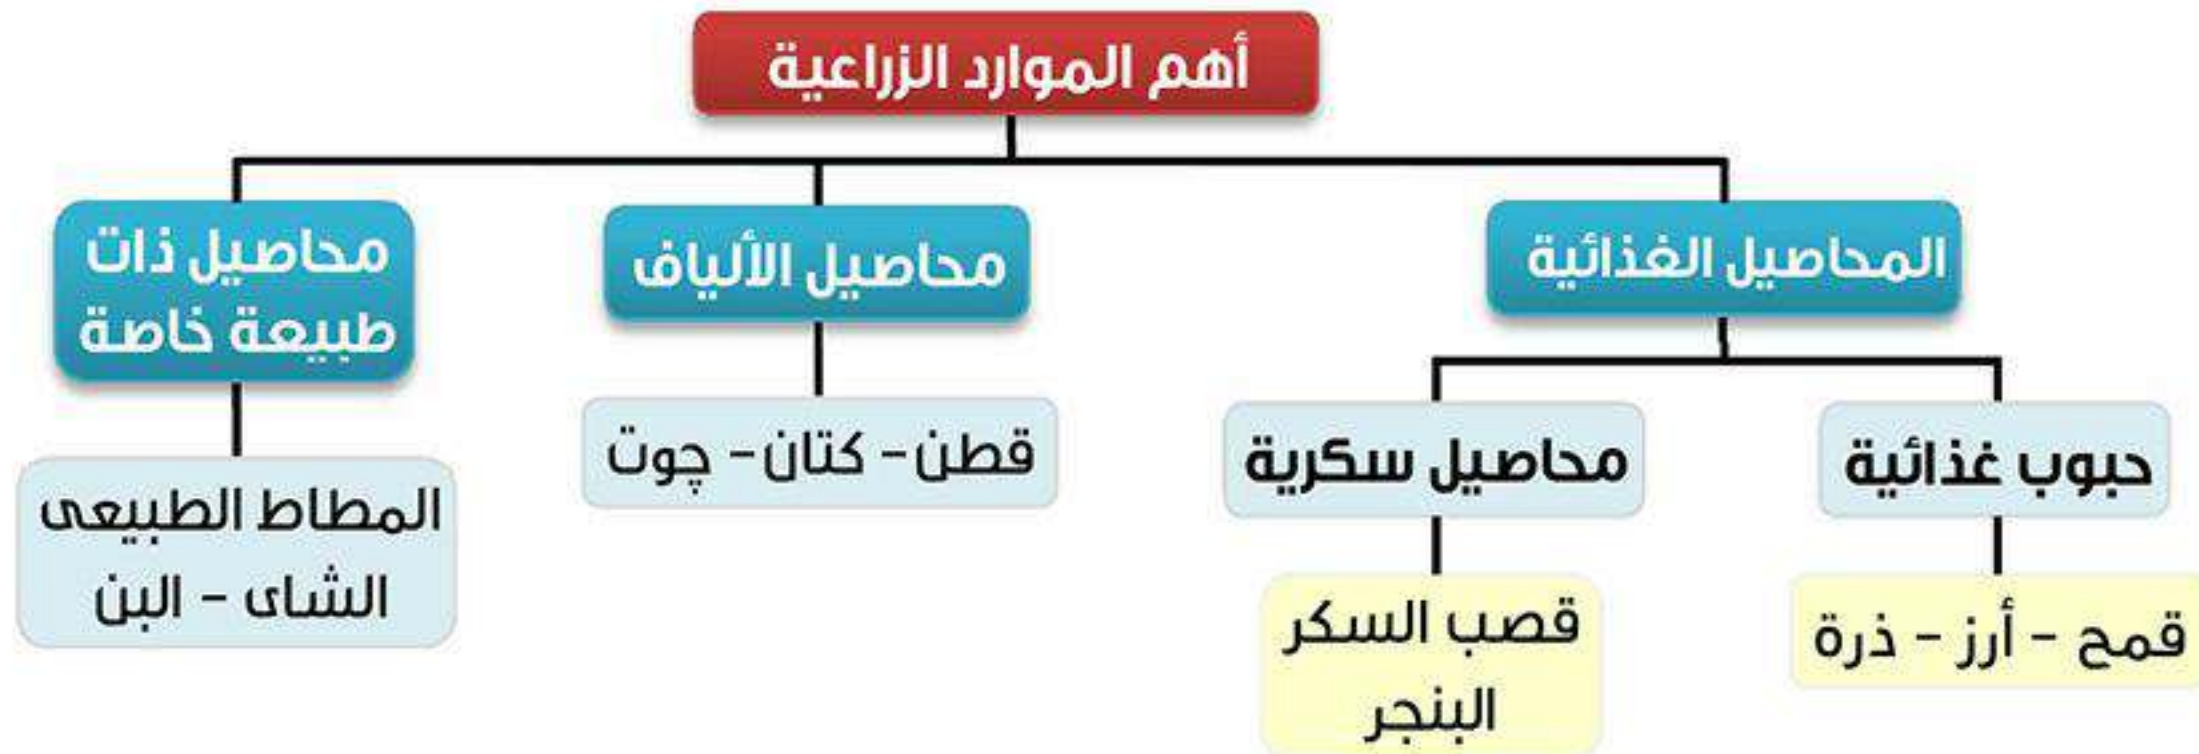 أهم الموارد الزراعية
المحاصيل الغذائية
حبوب غذائية
قمح - أرز - ذرة
محاصيل سكرية
قصب السكر
البنجر
محاصيل الألياف
قطن - كتان - چوت
محاصيل ذات
طبيعة خاصة
المطاط الطبيعى
الشاى - البن